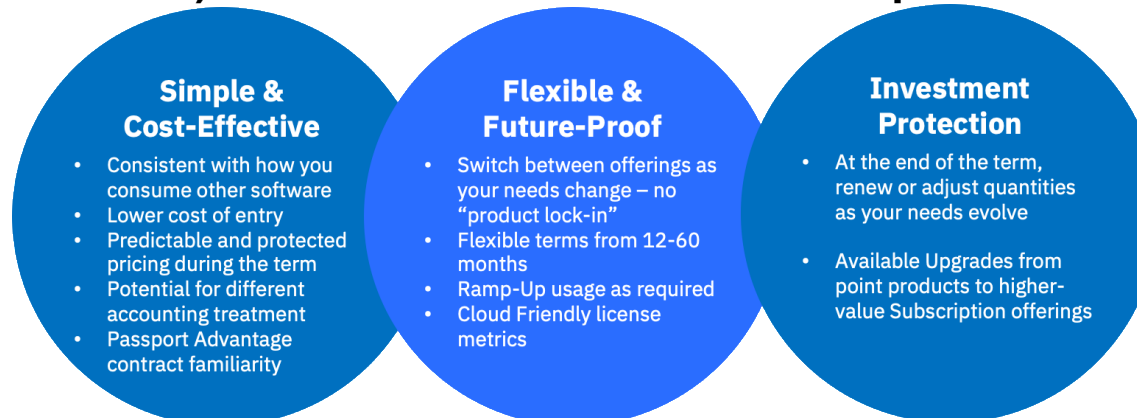 Simple &
Cost-Effective
• Consistent with how you
consume other software
• Lower cost of entry
• Predictable and protected
pricing during the term
• Potential for different
accounting treatment
• Passport Advantage
contract familiarity
Flexible &
Future-Proof
• Switch between offerings as
your needs change – no
“product lock-in”
• Flexible terms from 12-60
months
• Ramp-Up usage as required
• Cloud Friendly license
metrics
Investment
Protection
• At the end of the term,
renew or adjust quantities
as your needs evolve
• Available Upgrades from
point products to higher-
value Subscription offerings